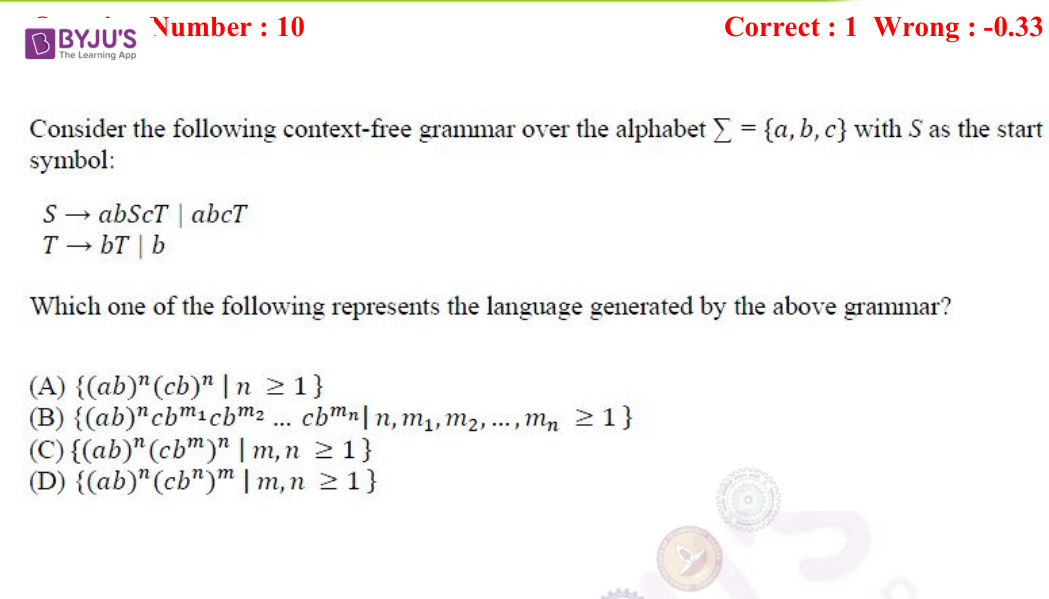 Number : 10 Correct : 1 Wrong : -0.33
BYJU'S
The Learning App
Consider the following context-free grammar over the alphabet ∑ = {a, b, c} with S as the start
symbol:
S → abScT | abcT
T → bT | b
Which one of the following represents the language generated by the above grammar?
(A) {(ab)ⁿ(cb)ⁿ | n ≥ 1}
(B) {(ab)ⁿcb^{m₁}cb^{m₂} ... cb^{mₙ}| n, m₁, m₂, ..., mₙ ≥ 1}
(C) {(ab)ⁿ(cbᵐ)ⁿ | m, n ≥ 1}
(D) {(ab)ⁿ(cbⁿ)ᵐ | m, n ≥ 1}